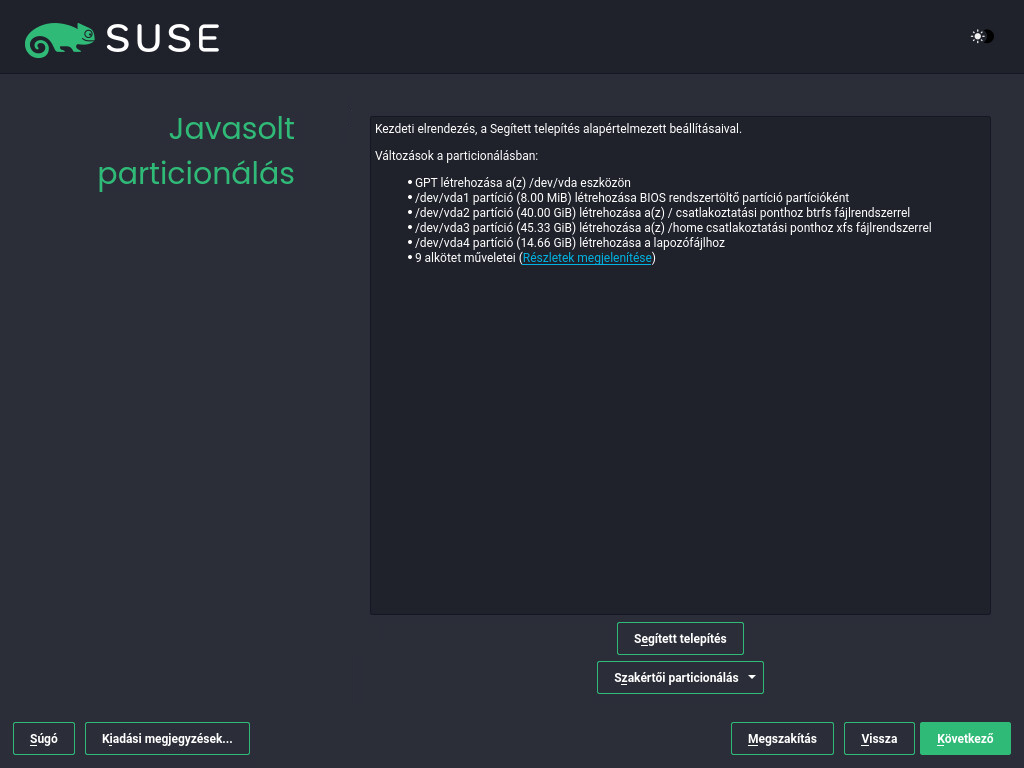 SUSE
Javasolt
particionálás
Kezdeti elrendezés, a Segített telepítés alapértelmezett beállításaival.
Változások a particionálásban:
• GPT létrehozása a(z) /dev/vda eszközön
• /dev/vda1 partíció (8.00 MiB) létrehozása BIOS rendszertöltő partíció partícióként
• /dev/vda2 partíció (40.00 GiB) létrehozása a(z) / csatlakoztatási ponthoz btrfs fájlrendszerrel
• /dev/vda3 partíció (45.33 GiB) létrehozása a(z) /home csatlakoztatási ponthoz xfs fájlrendszerrel
• /dev/vda4 partíció (14.66 GiB) létrehozása a lapozófájlhoz
• 9 alkötet műveletei (Részletek megjelenítése)
Segített telepítés
Szakértői particionálás
Súgó
Kiadási megjegyzések...
Megszakítás
Vissza
Következő